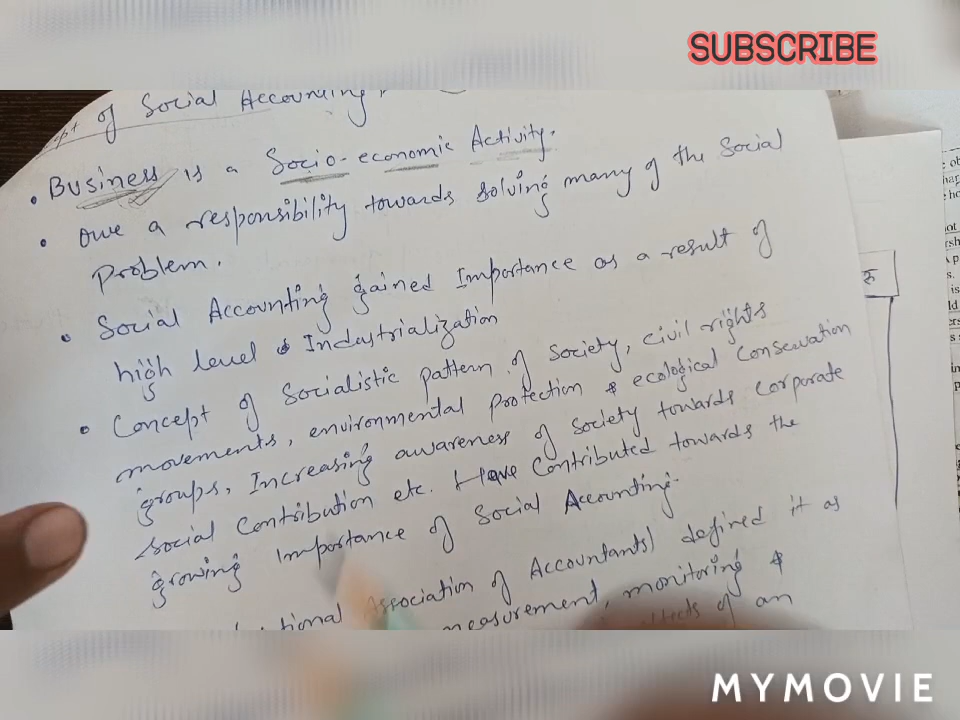 SUBSCRIBE
of Social Accounting
• Business is a Socio-economic Activity.
• owe a responsibility towards solving many of the Social
Problem.
• Social Accounting gained Importance as a result of
high level of Industrialization
• Concept of Socialistic pattern of Society, civil rights
movements, environmental protection & ecological conservation
groups, Increasing awareness of Society towards corporate
Social Contribution etc. Have Contributed towards the
growing Importance of Social Accounting.
Association of Accountants) defined it as
measurement, monitoring &
of an
MYMOVIE